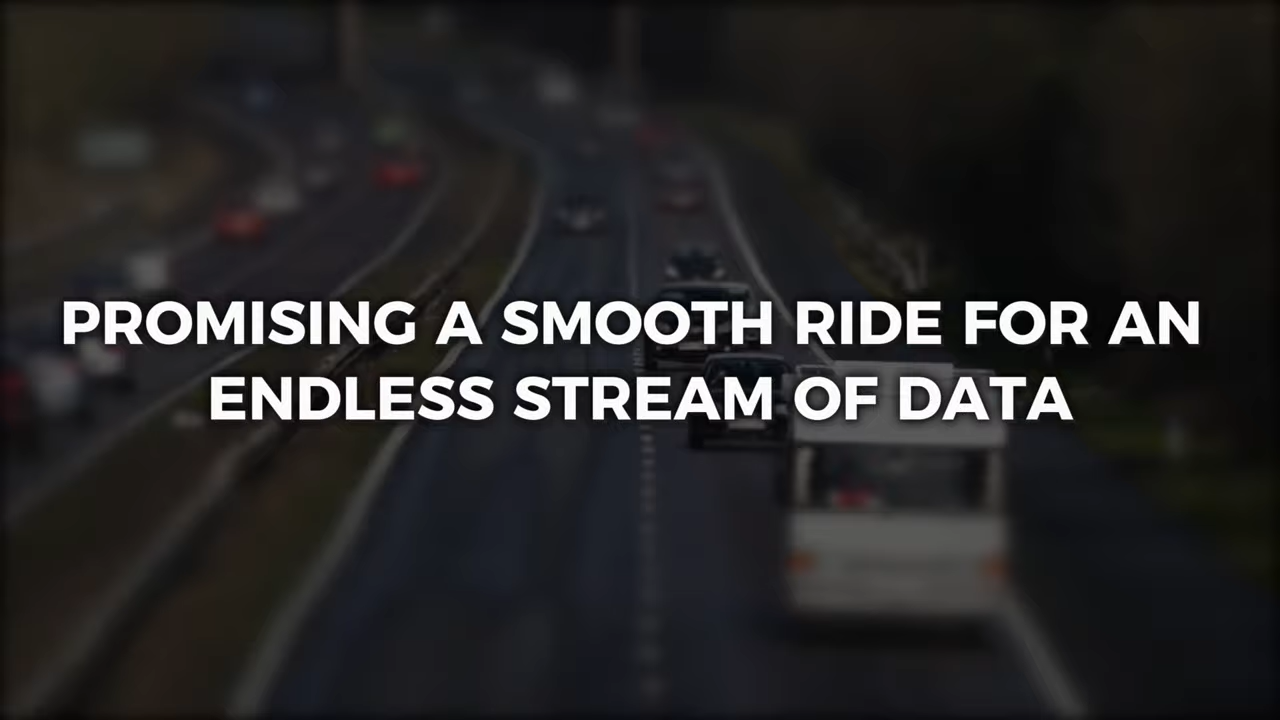 PROMISING A SMOOTH RIDE FOR AN
ENDLESS STREAM OF DATA